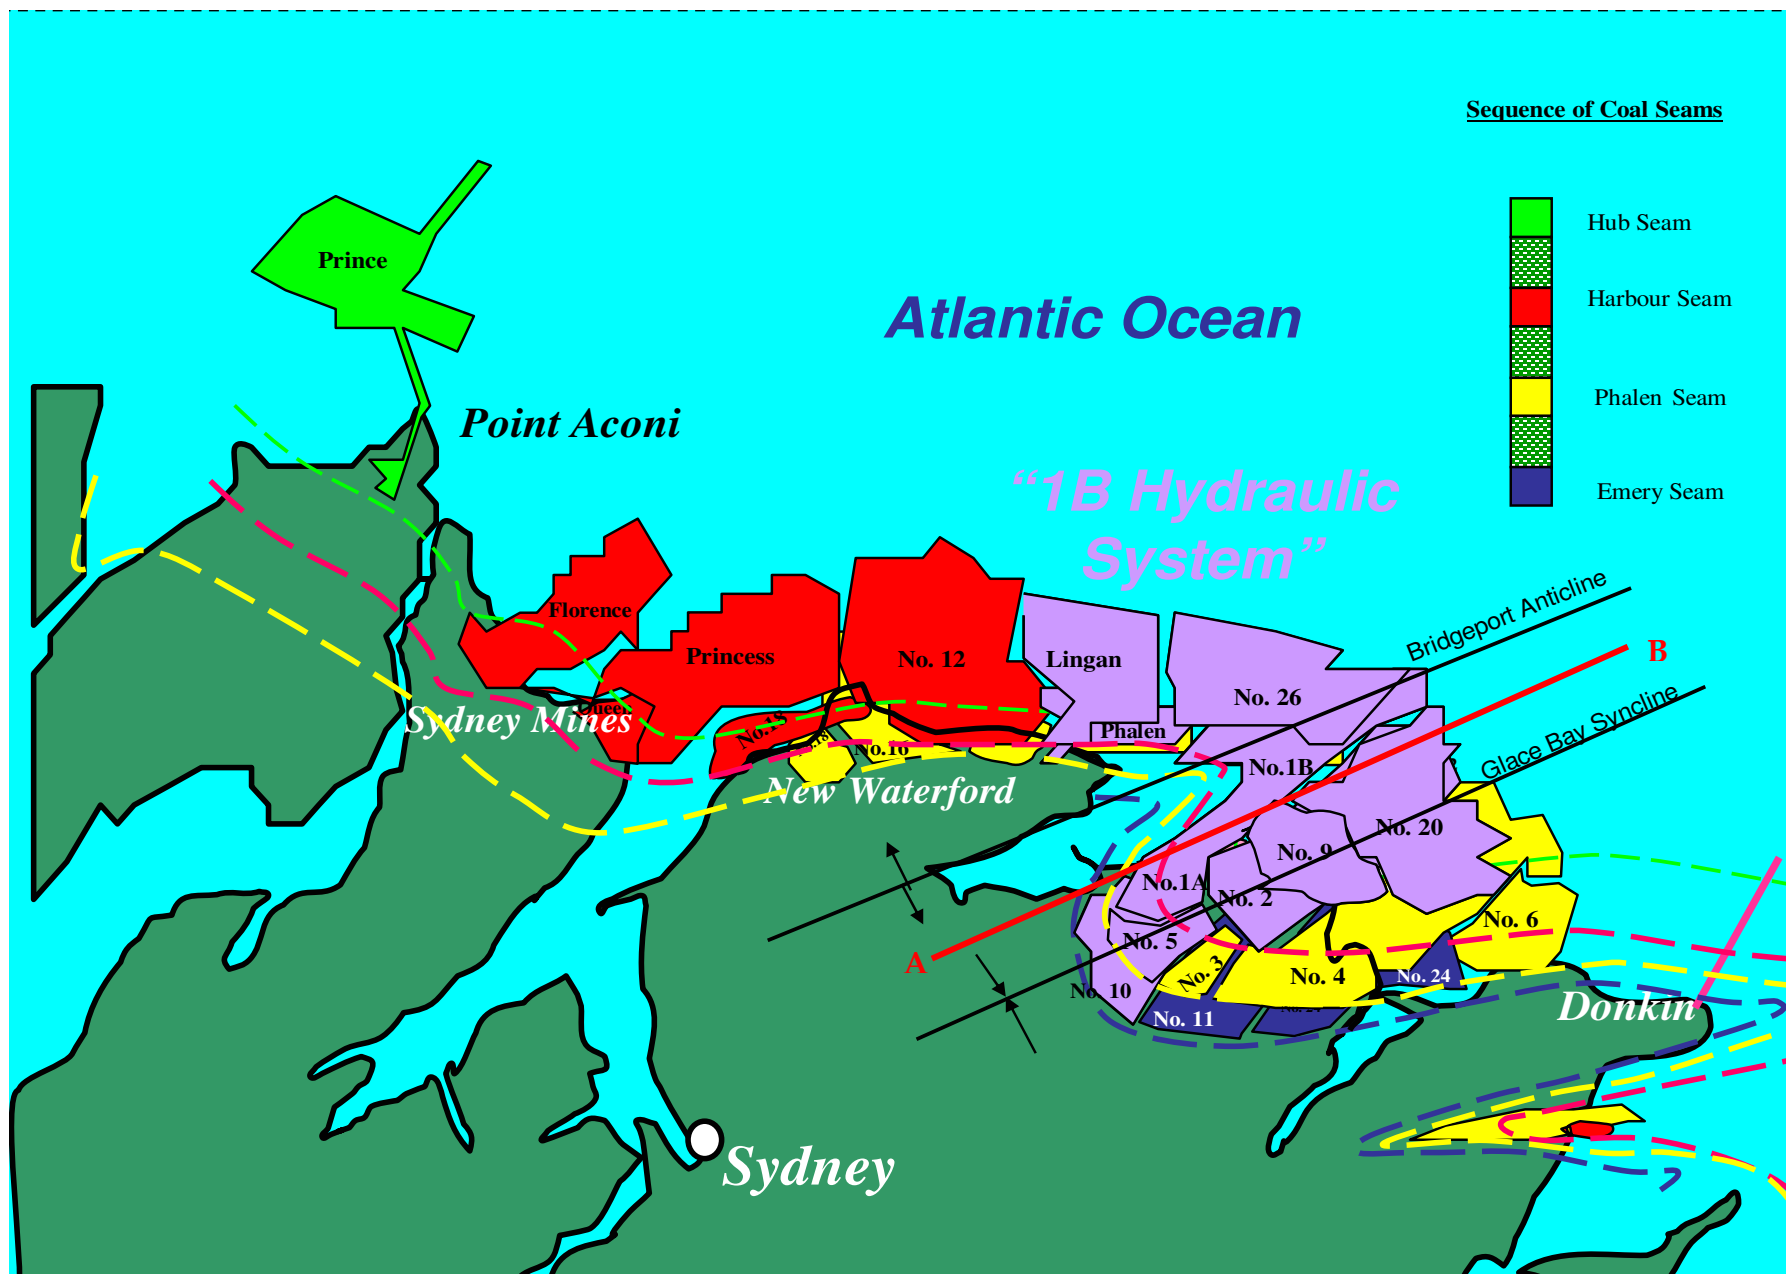 Sequence of Coal Seams
Hub Seam
Prince
Harbour Seam
Atlantic Ocean
Phalen Seam
Point Aconi
“1B Hydraulic
System”
Emery Seam
Bridgeport Anticline
Florence
Princess
No. 12
Lingan
B
No. 26
Glace Bay Syncline
Queen
Sydney Mines
No.18
Phalen
No.16
No.1B
New Waterford
No. 20
No. 9
No.1A
No. 2
No. 6
No. 5
A
No. 3
No. 4
No. 24
No. 10
No. 11
Donkin
Sydney